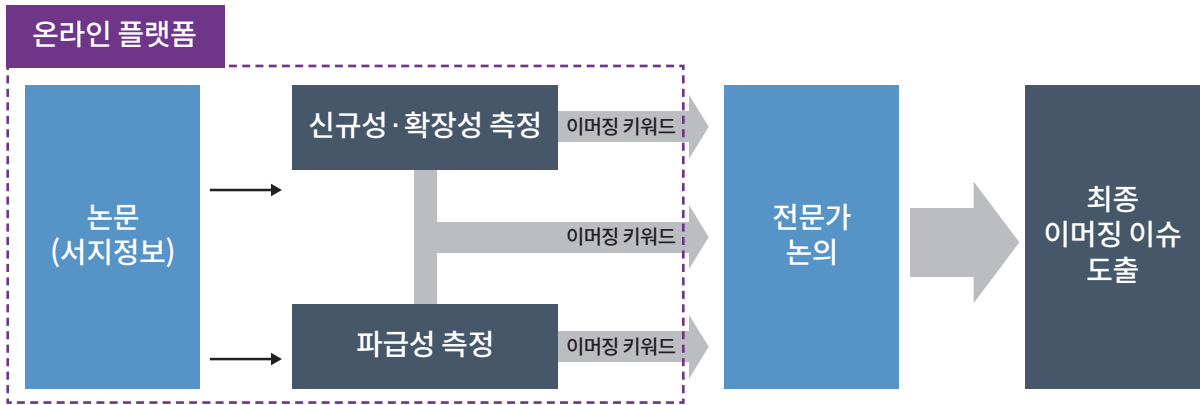 온라인 플랫폼
논문
(서지정보)
신규성·확장성 측정
이머징 키워드
이머징 키워드
파급성 측정
이머징 키워드
전문가
논의
최종
이머징 이슈
도출